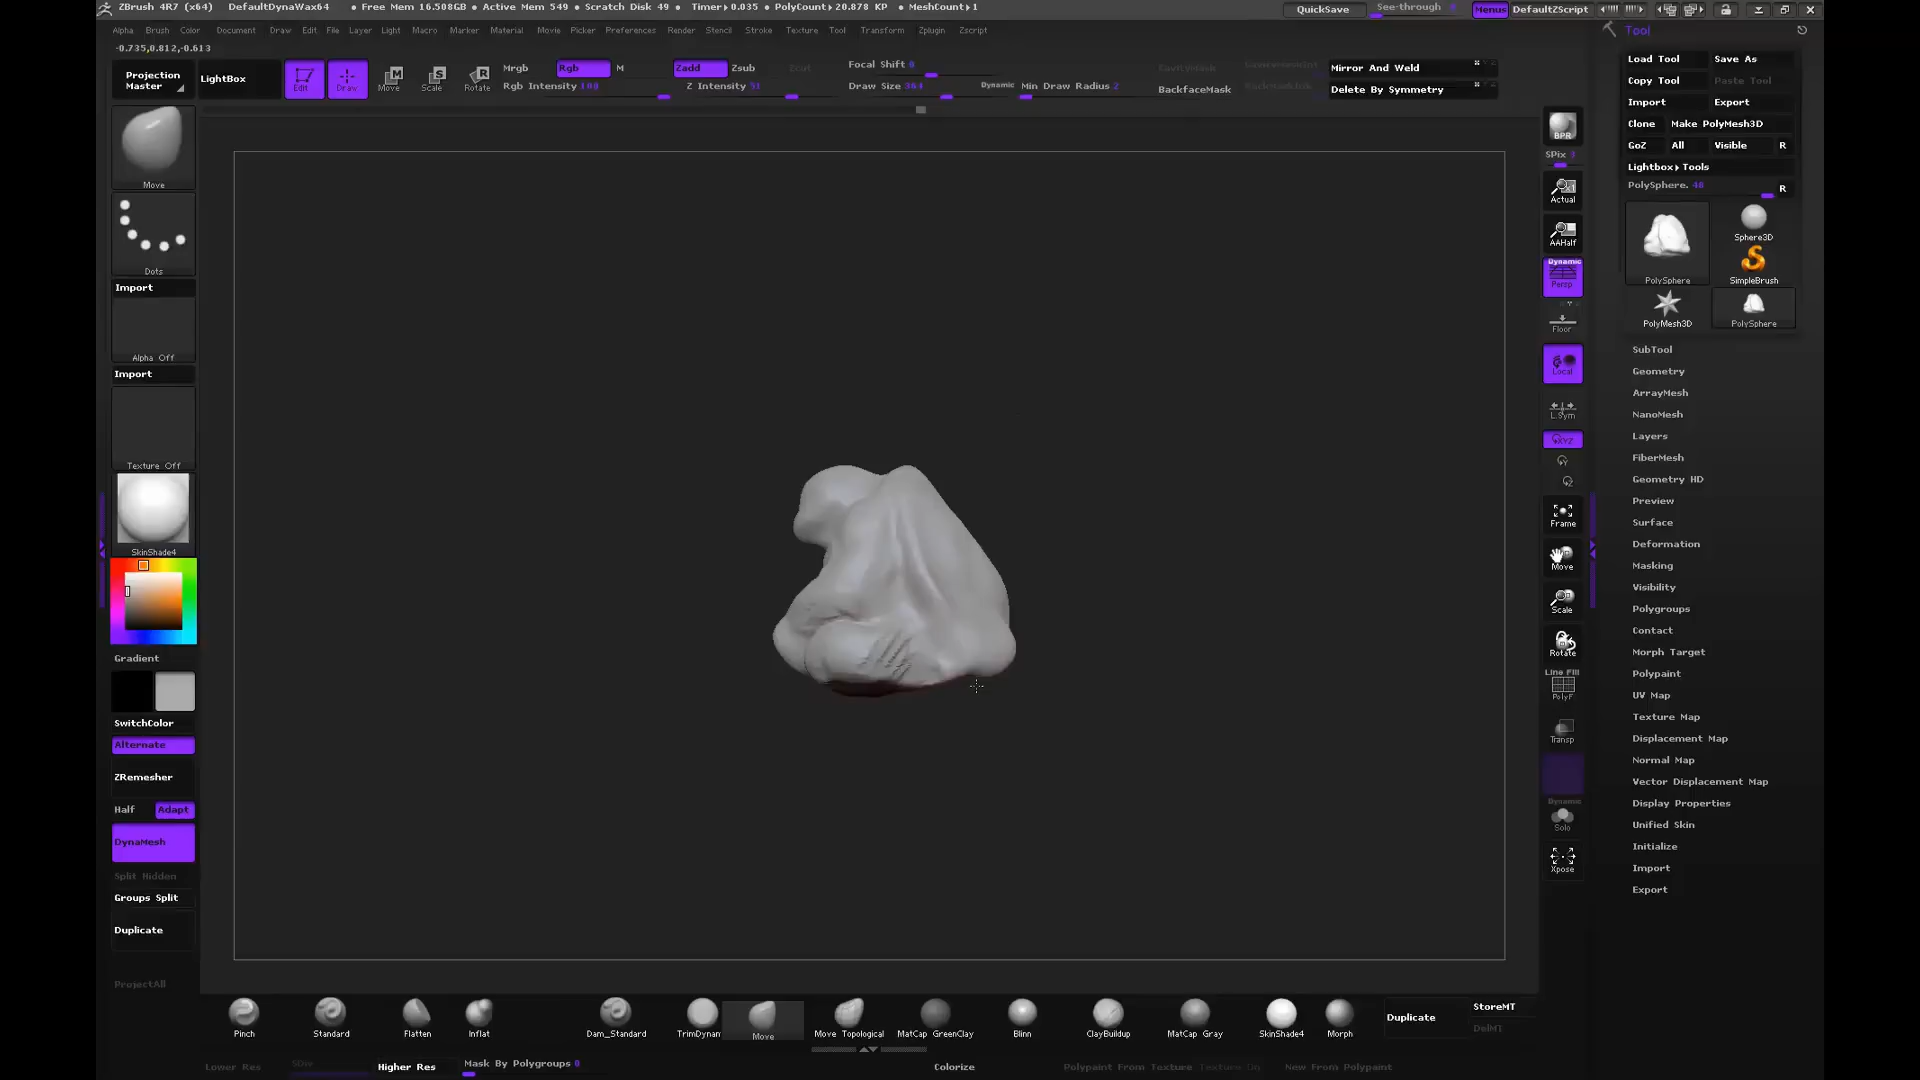 ZBrush 4R7 (x64) DefaultDynaWax64 • Free Mem 16.508GB • Active Mem 549 • Scratch Disk 49 • Timer▸0.035 • PolyCount▸20.878 KP • MeshCount▸1 QuickSave See-through 0 Menus DefaultZScript
Alpha Brush Color Document Draw Edit File Layer Light Macro Marker Material Movie Picker Preferences Render Stencil Stroke Texture Tool Transform Zplugin Zscript
-0.735,0.812,-0.613
Projection Master
LightBox
Edit
Draw
Move
Scale
Rotate
Mrgb Rgb M
Rgb Intensity 100
Zadd Zsub Zcut
Z Intensity 51
Focal Shift 0
Draw Size 364
Dynamic Min Draw Radius 2
CavityMask
BackfaceMask
Mirror And Weld
Delete By Symmetry
Move
Dots
Import
Alpha Off
Import
Texture Off
SkinShade4
Gradient
SwitchColor
Alternate
ZRemesher
Half Adapt
DynaMesh
Split Hidden
Groups Split
Duplicate
ProjectAll
BPR
SPix 3
Actual
AAHalf
Dynamic
Persp
Floor
Local
L.Sym
XYZ
Frame
Move
Scale
Rotate
Line Fill
PolyF
Transp
Dynamic
Solo
Xpose
Tool
Load Tool Save As
Copy Tool Paste Tool
Import Export
Clone Make PolyMesh3D
GoZ All Visible R
Lightbox▸Tools
PolySphere. 48 R
PolySphere
Sphere3D
SimpleBrush
PolyMesh3D
PolySphere
SubTool
Geometry
ArrayMesh
NanoMesh
Layers
FiberMesh
Geometry HD
Preview
Surface
Deformation
Masking
Visibility
Polygroups
Contact
Morph Target
Polypaint
UV Map
Texture Map
Displacement Map
Normal Map
Vector Displacement Map
Display Properties
Unified Skin
Initialize
Import
Export
Pinch Standard Flatten Inflat Dam_Standard TrimDynam Move Move Topological MatCap GreenClay Blinn ClayBuildup MatCap Gray SkinShade4 Morph Duplicate
StoreMT
DelMT
Lower Res SDiv Higher Res Mask By Polygroups 0 Colorize Polypaint From Texture Texture On New From Polypaint